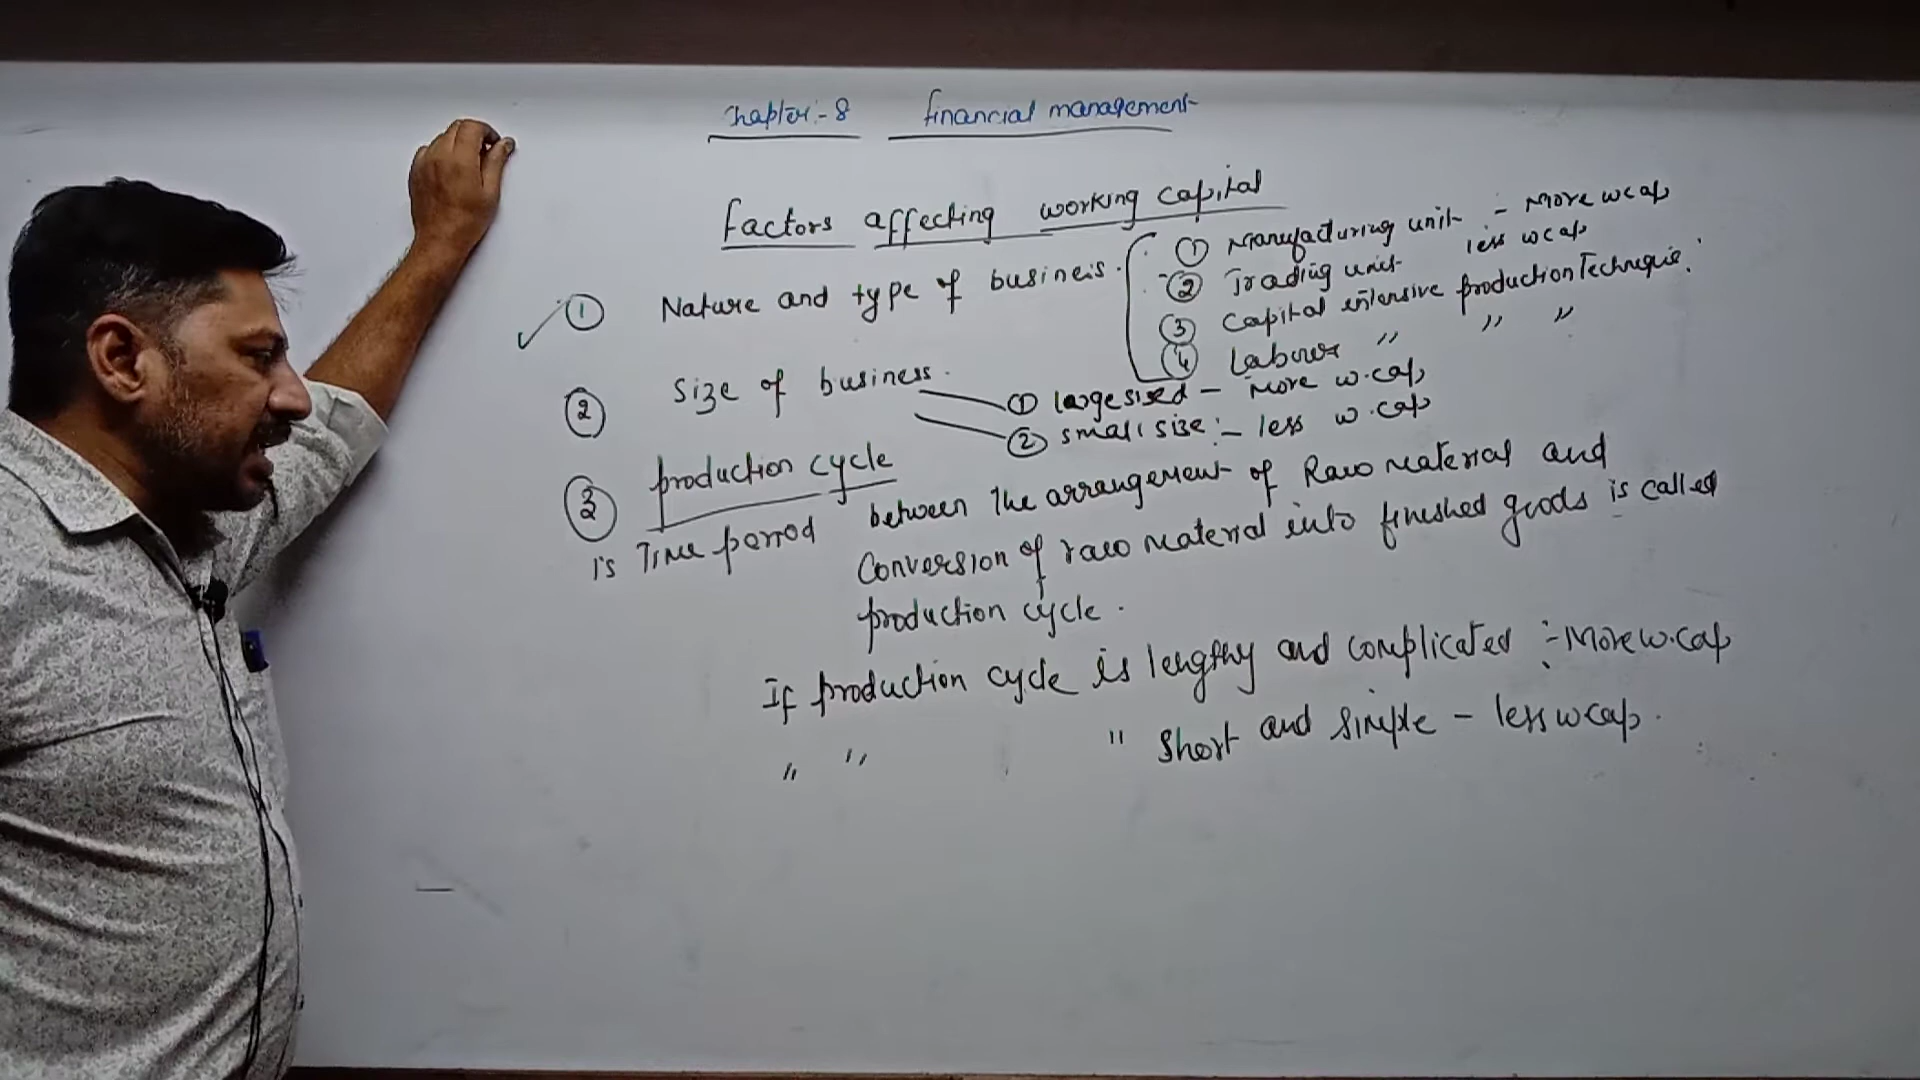 Chapter:- 8 financial management
factors affecting working capital
① Nature and type of business.
① Manufacturing unit - More wcap
② Trading unit less wcap
③ Capital intensive production Technique.
④ Labour " " "
② Size of business.
① large sized - More w.cap
② small size :- less w.cap
③ production cycle
is Time period between The arrangement of Raw material and
Conversion of raw material into finished goods is called
production cycle.
If production cycle is lengthy and complicated :- More w.cap
" " " Short and simple - less wcap.